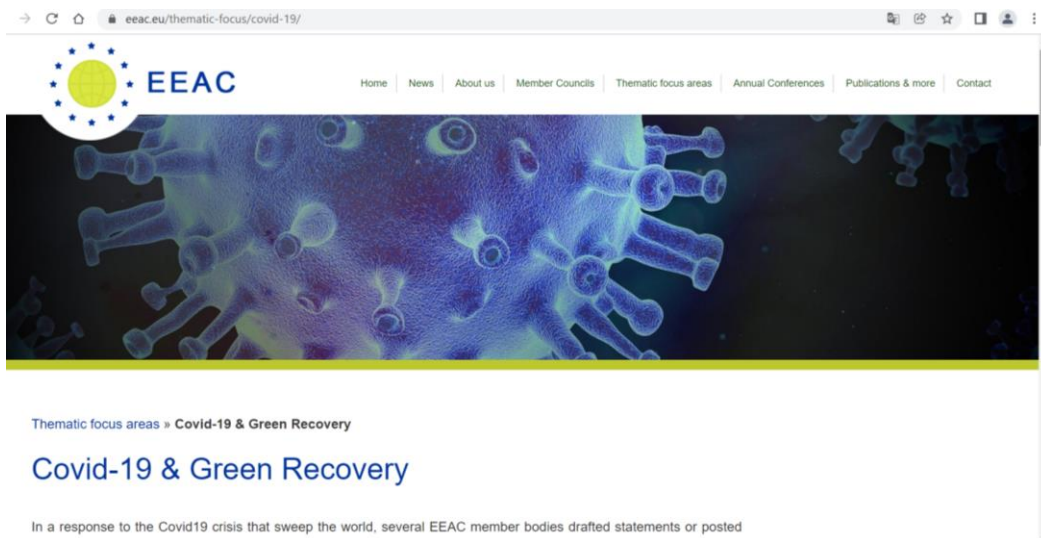 eeac.eu/thematic-focus/covid-19/
EEAC
Home News About us Member Councils Thematic focus areas Annual Conferences Publications & more Contact
Thematic focus areas » Covid-19 & Green Recovery
Covid-19 & Green Recovery
In a response to the Covid19 crisis that sweep the world, several EEAC member bodies drafted statements or posted